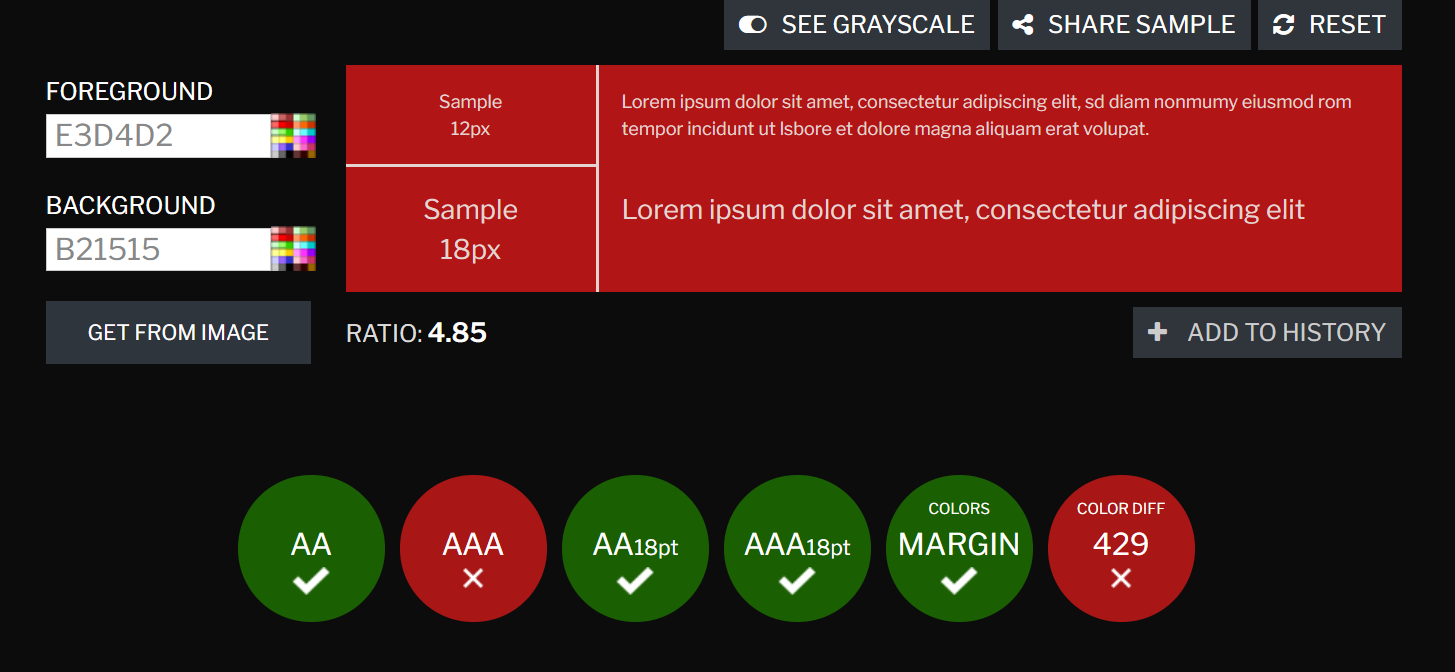 SEE GRAYSCALE
SHARE SAMPLE
RESET
FOREGROUND
E3D4D2
BACKGROUND
B21515
GET FROM IMAGE
Sample
12px
Lorem ipsum dolor sit amet, consectetur adipiscing elit, sd diam nonmumy eiusmod rom
tempor incidunt ut lsbore et dolore magna aliquam erat volupat.
Sample
18px
Lorem ipsum dolor sit amet, consectetur adipiscing elit
RATIO: 4.85
ADD TO HISTORY
AA
AAA
AA18pt
AAA18pt
COLORS
MARGIN
COLOR DIFF
429